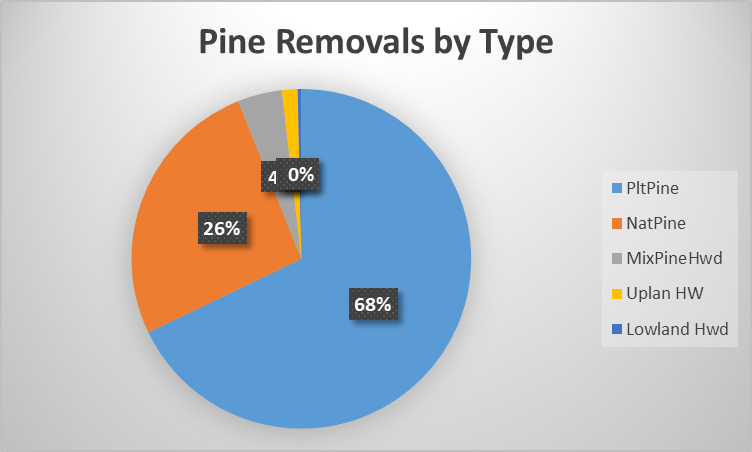 Pine Removals by Type
4
0%
26%
68%
PltPine
NatPine
MixPineHwd
Uplan HW
Lowland Hwd